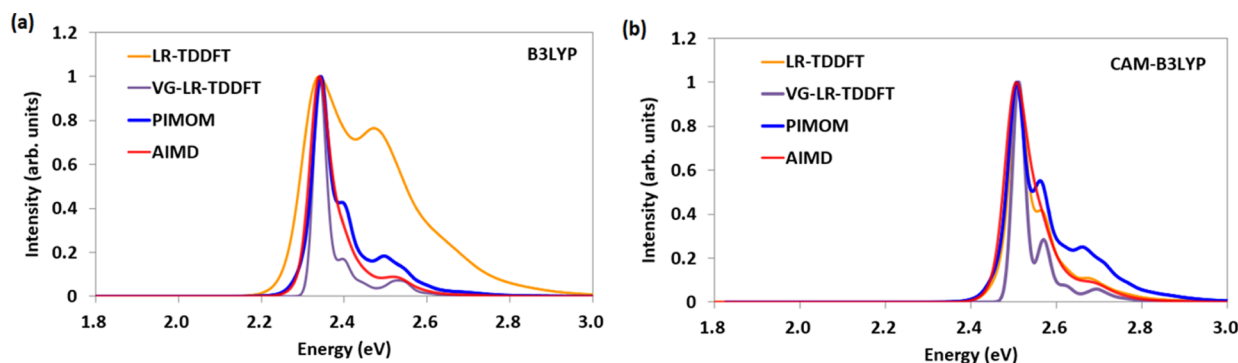 (a)
B3LYP
LR-TDDFT
VG-LR-TDDFT
PIMOM
AIMD
Intensity (arb. units)
1.2
1
0.8
0.6
0.4
0.2
0
1.8 2.0 2.2 2.4 2.6 2.8 3.0
Energy (eV)
(b)
CAM-B3LYP
LR-TDDFT
VG-LR-TDDFT
PIMOM
AIMD
Intensity (arb. units)
1.2
1
0.8
0.6
0.4
0.2
0
1.8 2.0 2.2 2.4 2.6 2.8 3.0
Energy (eV)